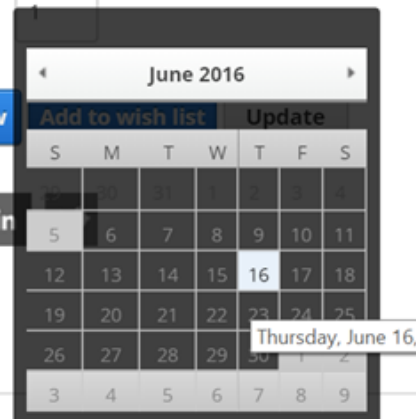 1
June 2016
Add to wish list Update
S M T W T F S
29 30 31 1 2 3 4
in
5 6 7 8 9 10 11
12 13 14 15 16 17 18
19 20 21 22 23 24 25
Thursday, June 16,
26 27 28 29 30 1 2
3 4 5 6 7 8 9